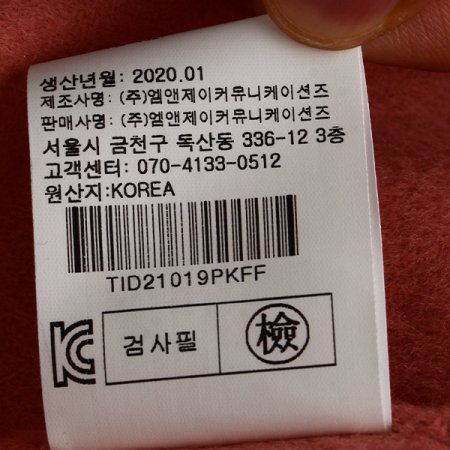 생산년월: 2020.01
제조사명: (주)엠앤제이커뮤니케이션즈
판매사명: (주)엠앤제이커뮤니케이션즈
서울시 금천구 독산동 336-12 3층
고객센터: 070-4133-0512
원산지:KOREA
TID21019PKFF
KC 검사필 檢